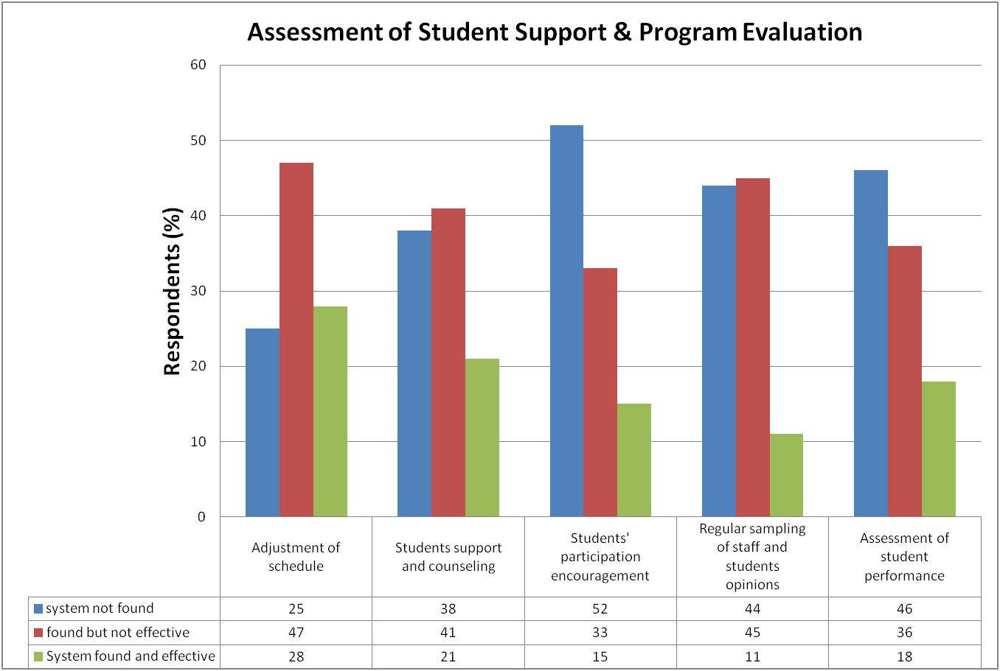 Assessment of Student Support & Program Evaluation
Respondents (%)
60
50
40
30
20
10
0
Adjustment of
schedule
Students support
and counseling
Students'
participation
encouragement
Regular sampling
of staff and
students
opinions
Assessment of
student
performance
system not found 25 38 52 44 46
found but not effective 47 41 33 45 36
System found and effective 28 21 15 11 18